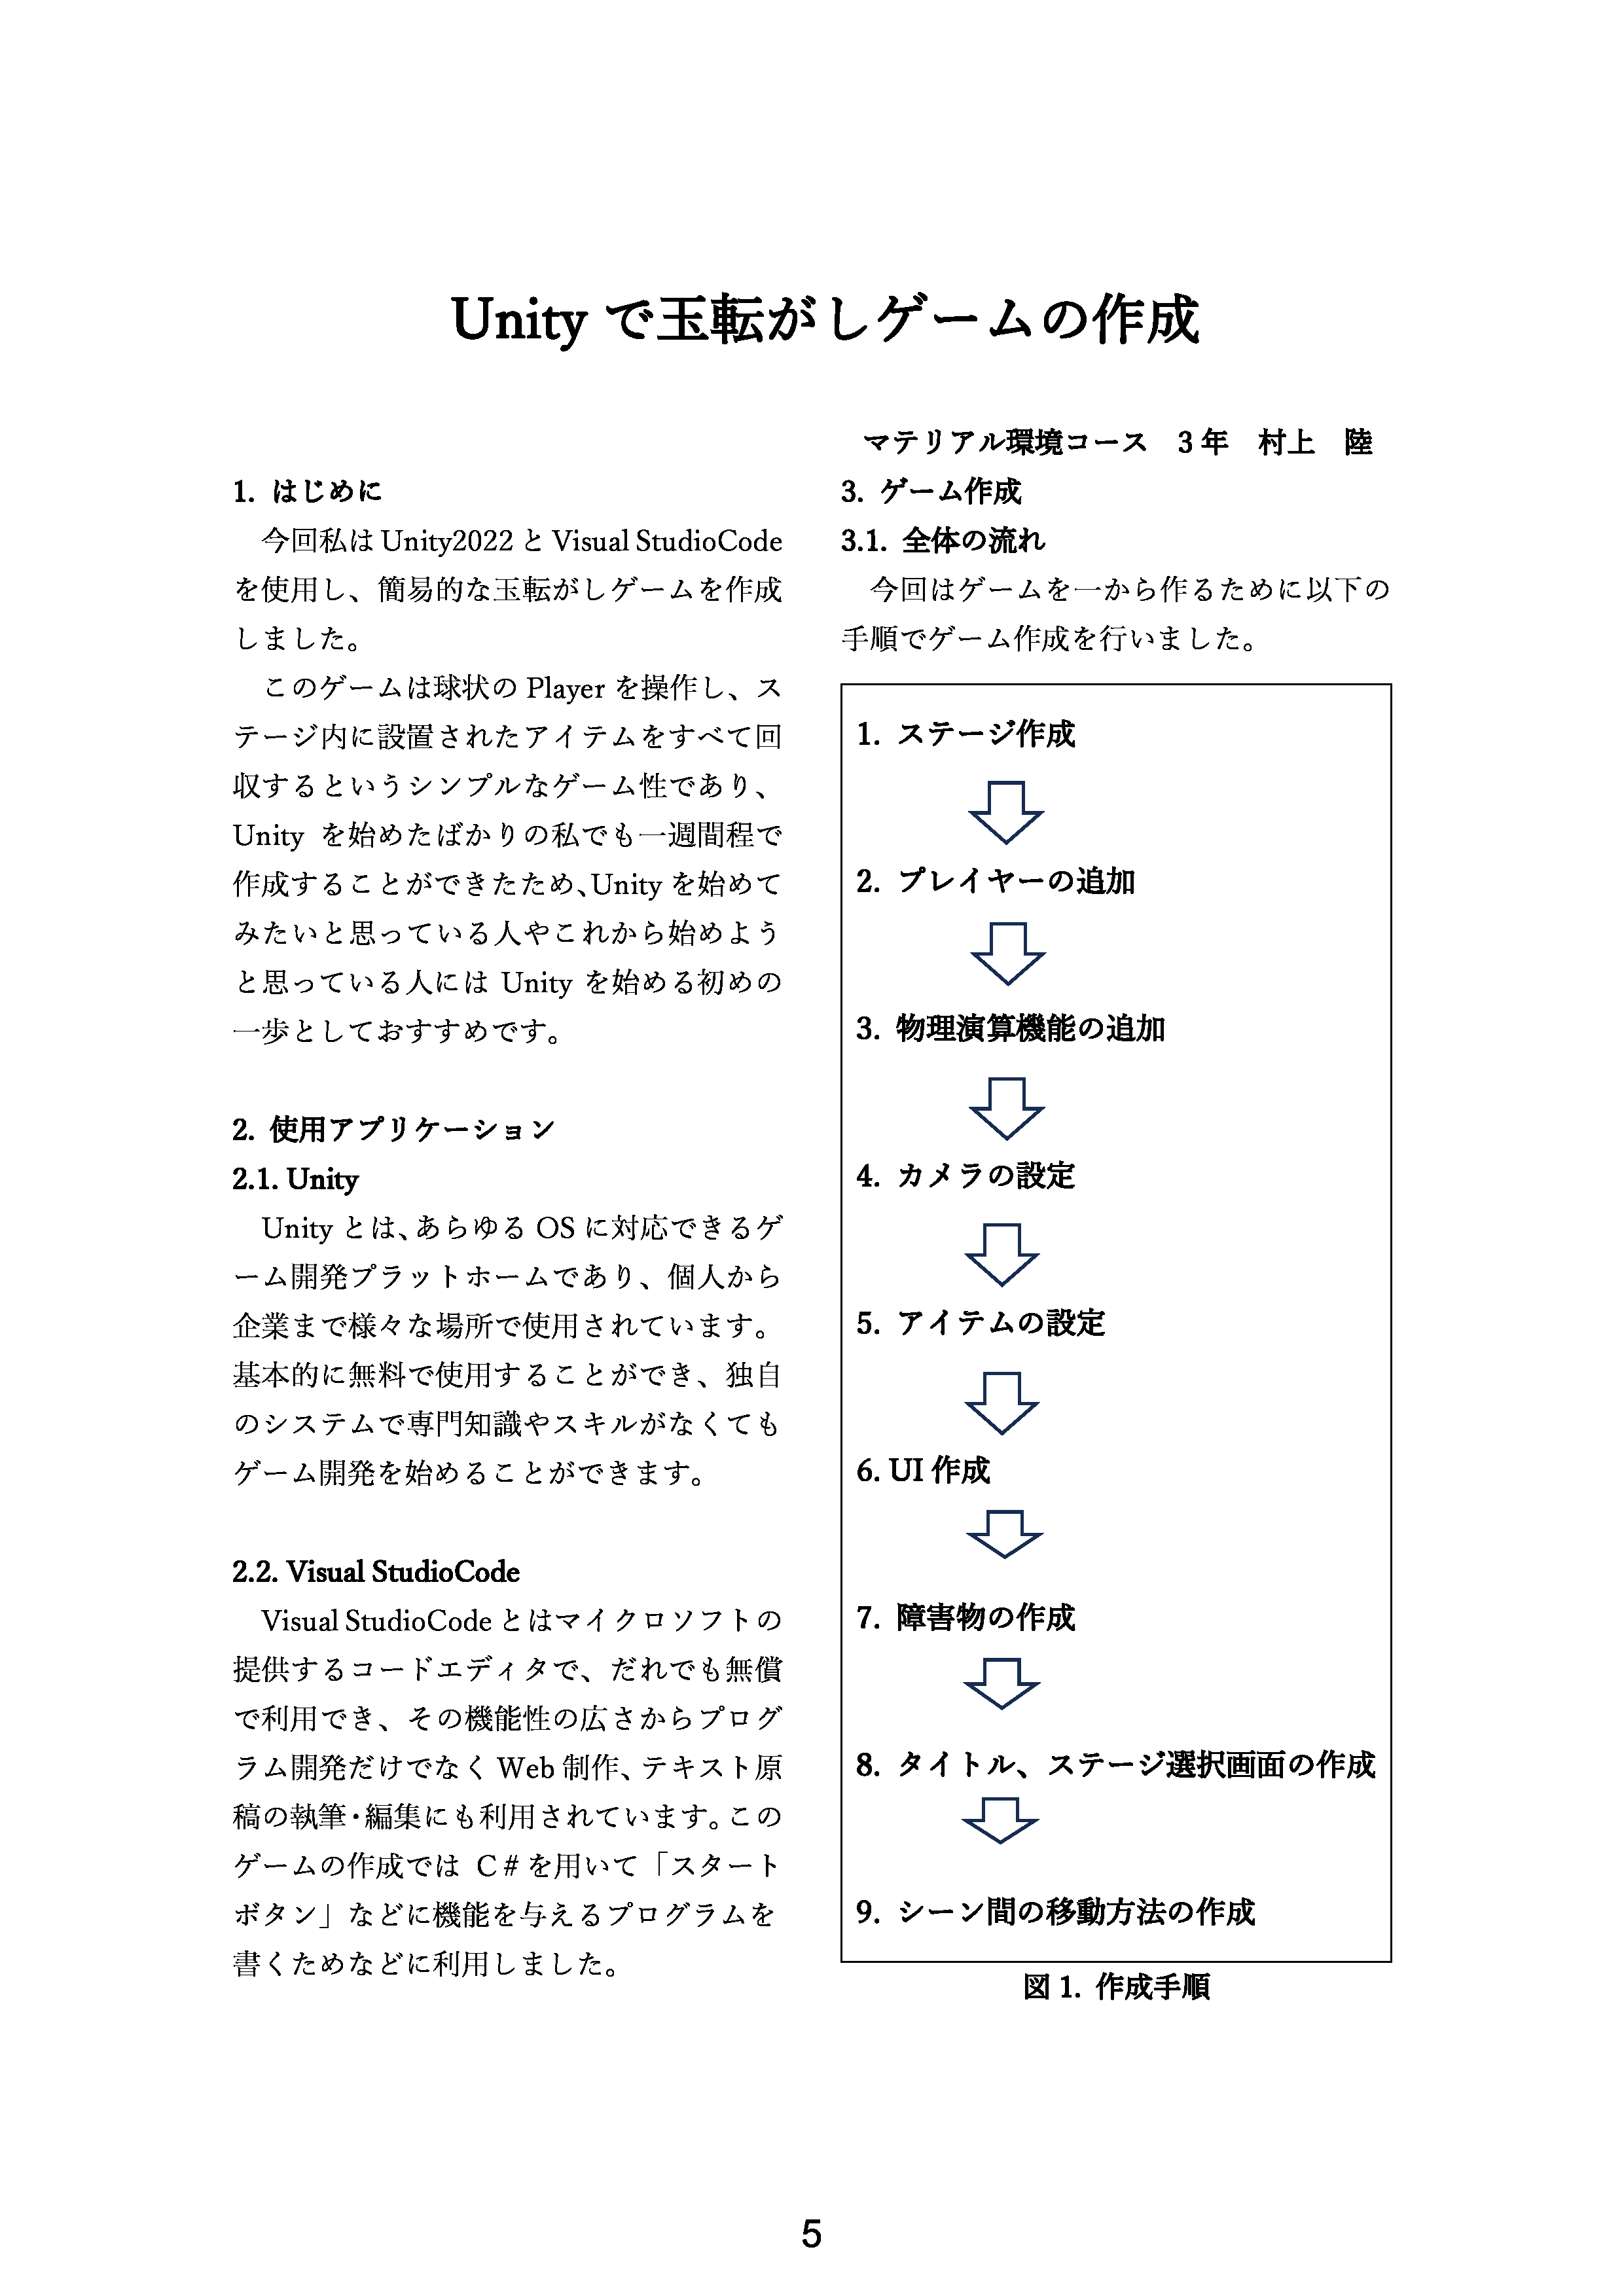 Unity で玉転がしゲームの作成
マテリアル環境コース　3 年　村上　陸
1. はじめに
今回私は Unity2022 と Visual StudioCode
を使用し、簡易的な玉転がしゲームを作成
しました。
このゲームは球状の Player を操作し、ス
テージ内に設置されたアイテムをすべて回
収するというシンプルなゲーム性であり、
Unity を始めたばかりの私でも一週間程で
作成することができたため、Unity を始めて
みたいと思っている人やこれから始めよう
と思っている人には Unity を始める初めの
一歩としておすすめです。
2. 使用アプリケーション
2.1. Unity
Unity とは、あらゆる OS に対応できるゲ
ーム開発プラットホームであり、個人から
企業まで様々な場所で使用されています。
基本的に無料で使用することができ、独自
のシステムで専門知識やスキルがなくても
ゲーム開発を始めることができます。
2.2. Visual StudioCode
Visual StudioCode とはマイクロソフトの
提供するコードエディタで、だれでも無償
で利用でき、その機能性の広さからプログ
ラム開発だけでなく Web 制作、テキスト原
稿の執筆・編集にも利用されています。この
ゲームの作成では C＃を用いて「スタート
ボタン」などに機能を与えるプログラムを
書くためなどに利用しました。
3. ゲーム作成
3.1. 全体の流れ
今回はゲームを一から作るために以下の
手順でゲーム作成を行いました。
1. ステージ作成
2. プレイヤーの追加
3. 物理演算機能の追加
4. カメラの設定
5. アイテムの設定
6. UI 作成
7. 障害物の作成
8. タイトル、ステージ選択画面の作成
9. シーン間の移動方法の作成
図 1. 作成手順
5